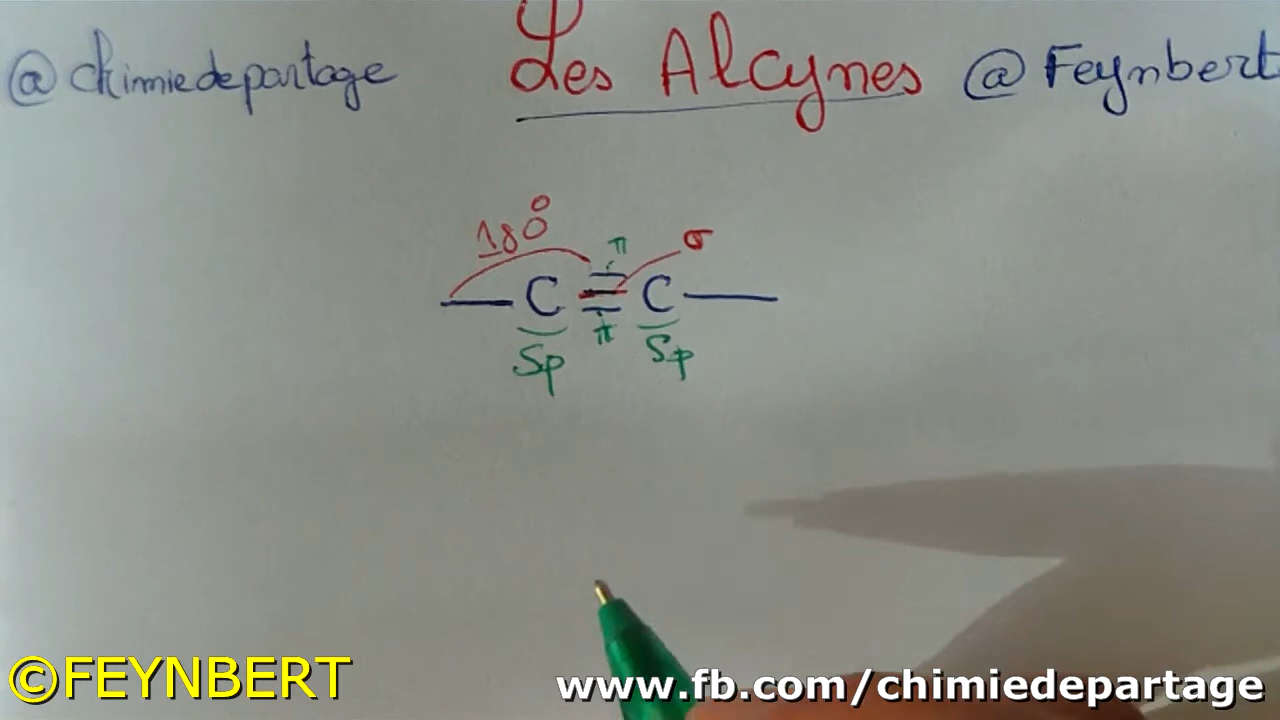 @chimiedepartage Les Alcynes @Feynbert
180° π σ
— C ≡ C —
π
Sp Sp
©FEYNBERT www.fb.com/chimiedepartage